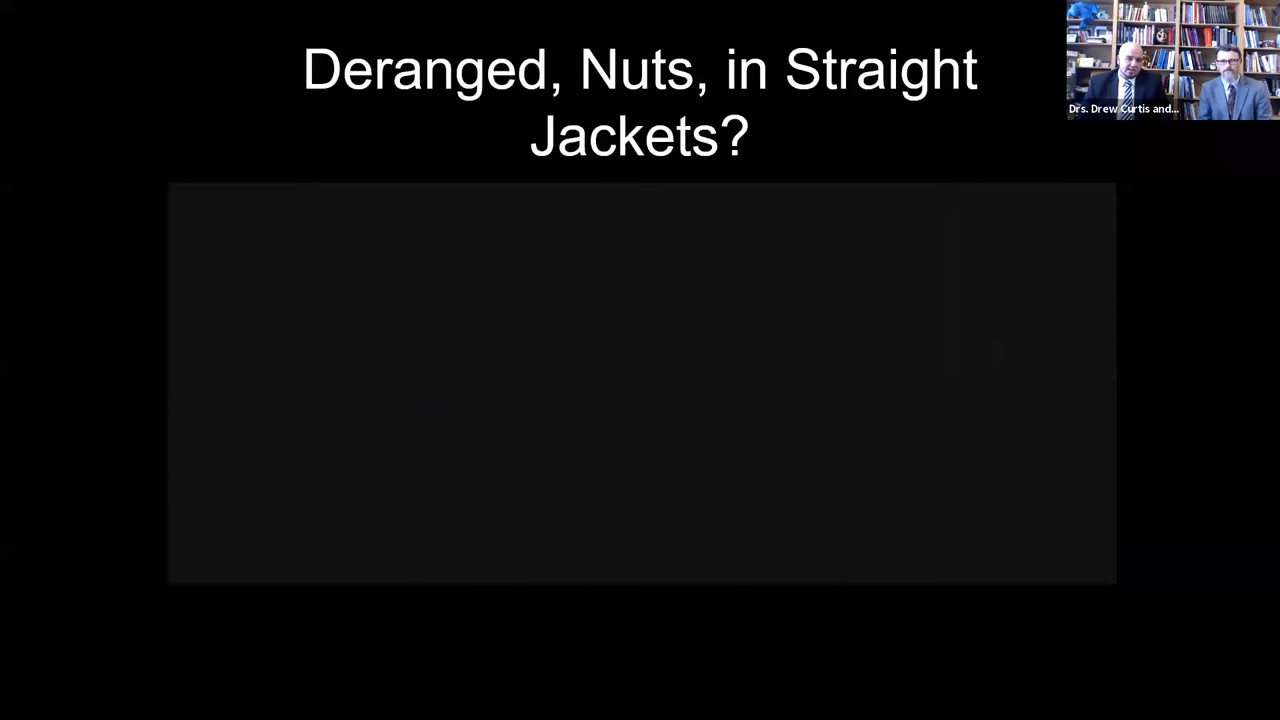 Deranged, Nuts, in Straight
Jackets?
Drs. Drew Curtis and...